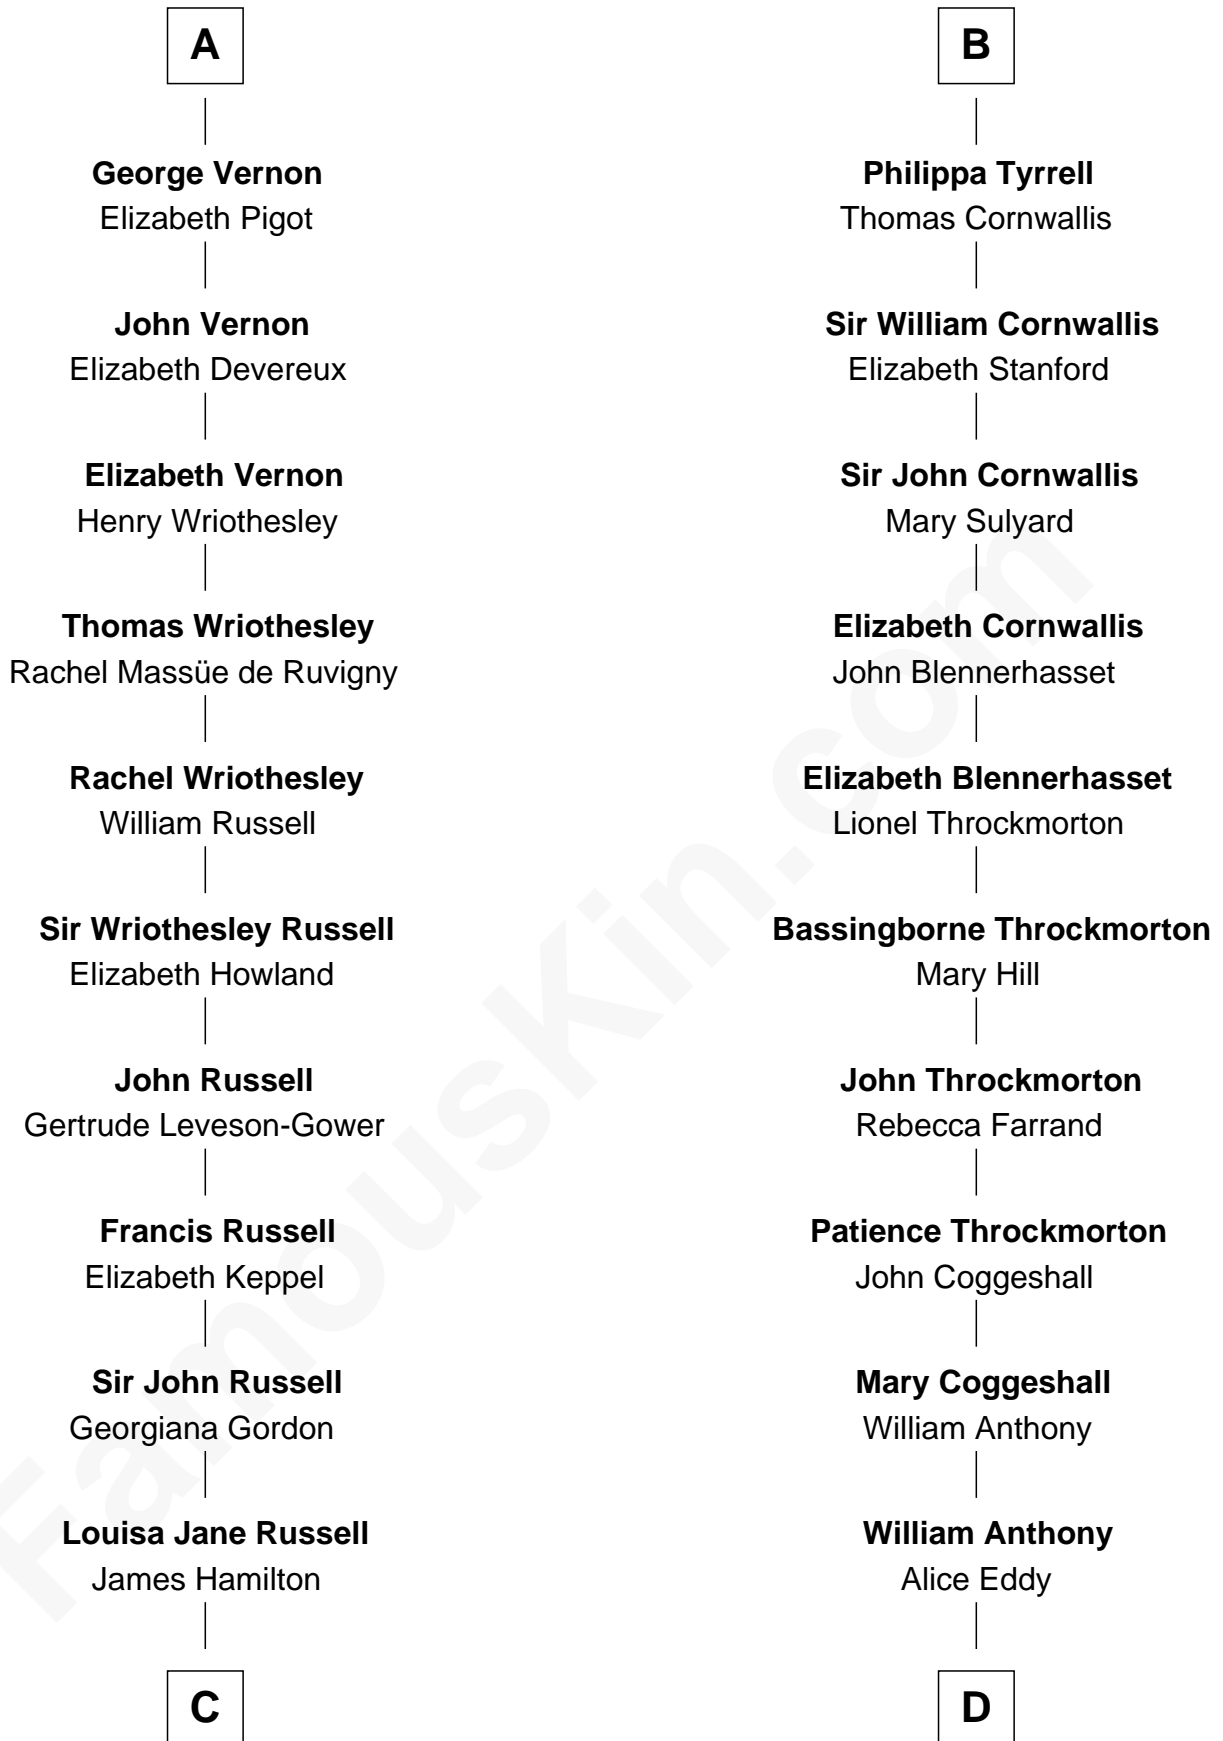 A
George Vernon
Elizabeth Pigot
John Vernon
Elizabeth Devereux
Elizabeth Vernon
Henry Wriothesley
Thomas Wriothesley
Rachel Massüe de Ruvigny
Rachel Wriothesley
William Russell
Sir Wriothesley Russell
Elizabeth Howland
John Russell
Gertrude Leveson-Gower
Francis Russell
Elizabeth Keppel
Sir John Russell
Georgiana Gordon
Louisa Jane Russell
James Hamilton
C
B
Philippa Tyrrell
Thomas Cornwallis
Sir William Cornwallis
Elizabeth Stanford
Sir John Cornwallis
Mary Sulyard
Elizabeth Cornwallis
John Blennerhasset
Elizabeth Blennerhasset
Lionel Throckmorton
Bassingborne Throckmorton
Mary Hill
John Throckmorton
Rebecca Farrand
Patience Throckmorton
John Coggeshall
Mary Coggeshall
William Anthony
William Anthony
Alice Eddy
D
FamousKin.com